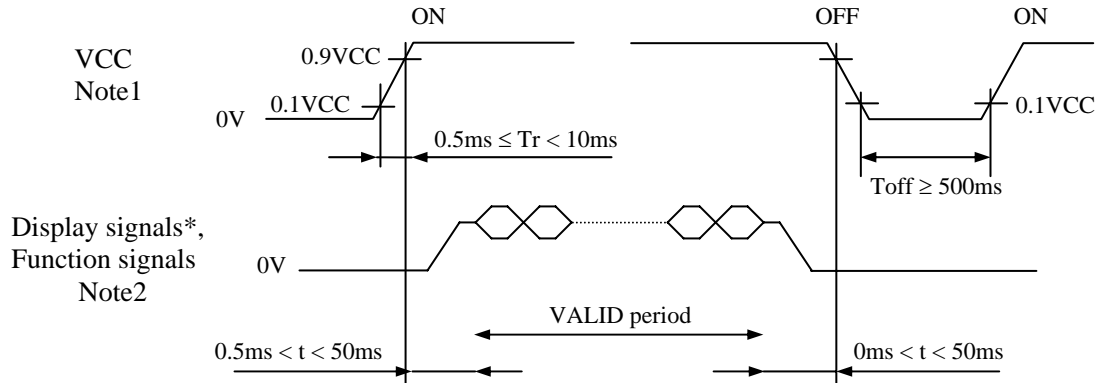 ON
OFF
ON
VCC
Note1
0.9VCC
0.1VCC
0V
0.1VCC
0.5ms ≤ Tr < 10ms
Toff ≥ 500ms
Display signals*,
Function signals
Note2
0V
VALID period
0.5ms < t < 50ms
0ms < t < 50ms